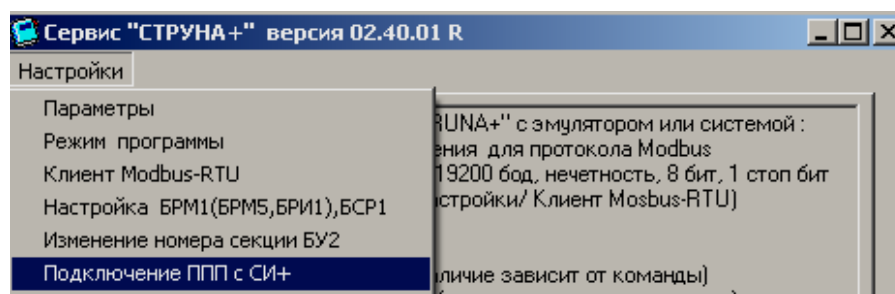 Сервис "СТРУНА+" версия 02.40.01 R
Настройки
Параметры
Режим программы
Клиент Modbus-RTU
Настройка БРМ1(БРМ5,БРИ1),БСР1
Изменение номера секции БУ2
Подключение ППП с СИ+
RUNA+" с эмулятором или системой :
ения для протокола Modbus
19200 бод, нечетность, 8 бит, 1 стоп бит
стройки/ Клиент Mosbus-RTU)
личие зависит от команды)